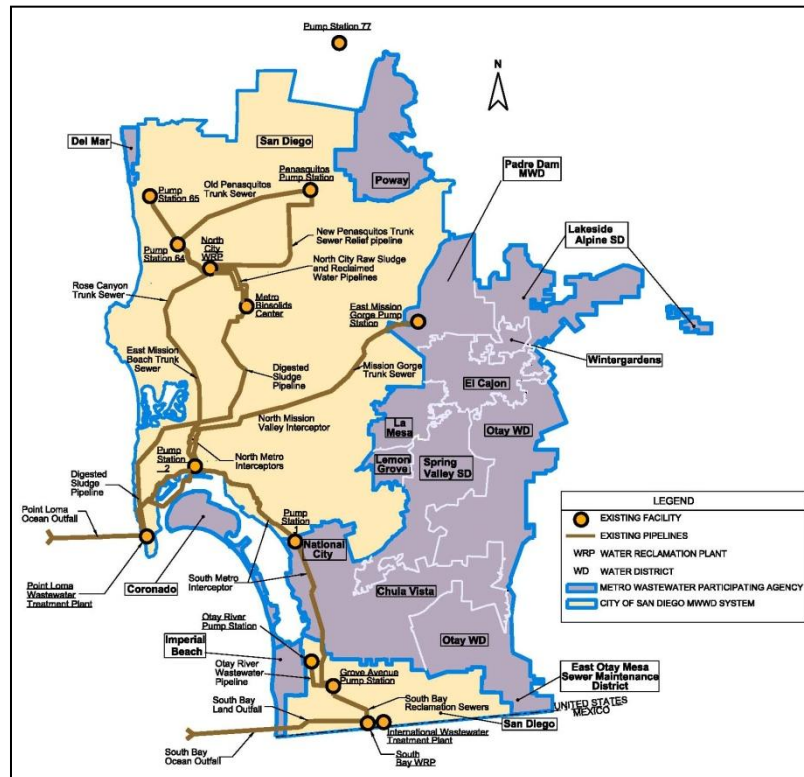 Pump Station 77
N
Del Mar
San Diego
Poway
Padre Dam
MWD
Penasquitos
Pump Station
Old Penasquitos
Trunk Sewer
Pump
Station 65
Lakeside
Alpine SD
New Penasquitos Trunk
Sewer Relief pipeline
North
City
WRP
Pump
Station 64
North City Raw Sludge
and Reclaimed
Water Pipelines
Rose Canyon
Trunk Sewer
Metro
Biosolids
Center
East Mission
Gorge Pump
Station
Wintergardens
East Mission
Beach Trunk
Sewer
Digested
Sludge
Pipeline
Mission Gorge
Trunk Sewer
El Cajon
North Mission
Valley Interceptor
La
Mesa
Otay WD
Pump
Station
2
North Metro
Interceptors
Lemon
Grove
Spring
Valley SD
Digested
Sludge
Pipeline
Point Loma
Ocean Outfall
Pump
Station
1
National
City
LEGEND
EXISTING FACILITY
EXISTING PIPELINES
WRP WATER RECLAMATION PLANT
WD WATER DISTRICT
METRO WASTEWATER PARTICIPATING AGENCY
CITY OF SAN DIEGO MWWD SYSTEM
Point Loma
Wastewater
Treatment Plant
Coronado
South Metro
Interceptor
Chula Vista
Otay River
Pump Station
Otay WD
Imperial
Beach
Otay River
Wastewater
Pipeline
Grove Avenue
Pump Station
East Otay Mesa
Sewer Maintenance
District
South Bay
Land Outfall
South Bay
Reclamation Sewers
San Diego
UNITED STATES
MEXICO
International Wastewater
Treatment Plant
South Bay
Ocean Outfall
South
Bay WRP